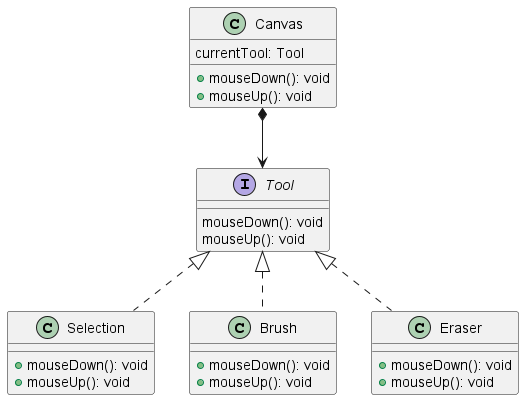 C Canvas
currentTool: Tool
mouseDown(): void
mouseUp(): void
I Tool
mouseDown(): void
mouseUp(): void
C Selection
C Brush
C Eraser
mouseDown(): void
mouseUp(): void
mouseDown(): void
mouseUp(): void
mouseDown(): void
mouseUp(): void